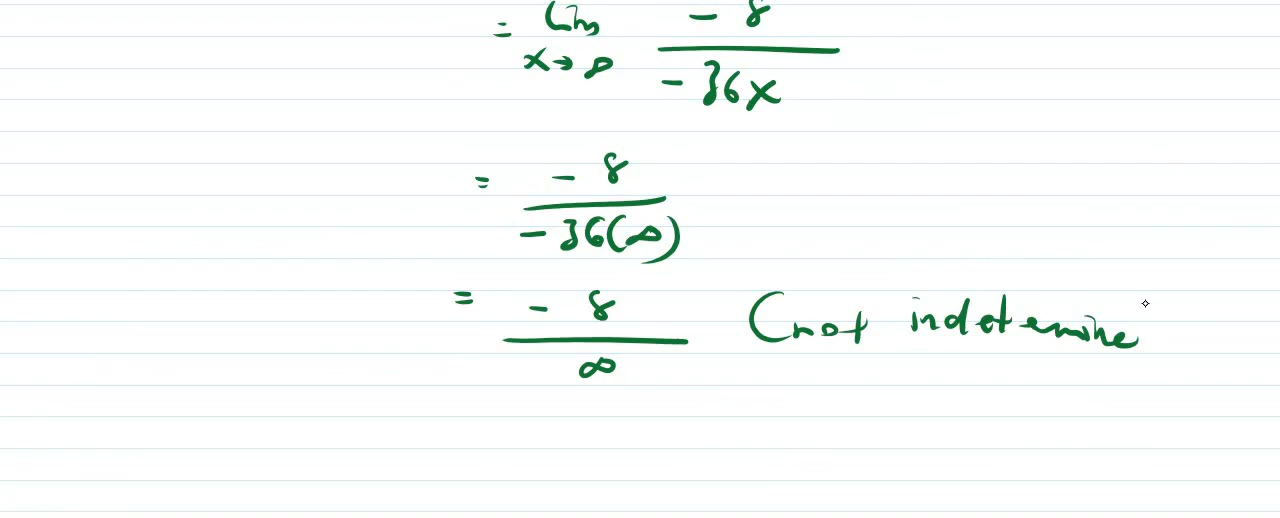 = lim x→∞ -8 / -36x
= -8 / -36(∞)
= -8 / ∞ (not indetermine